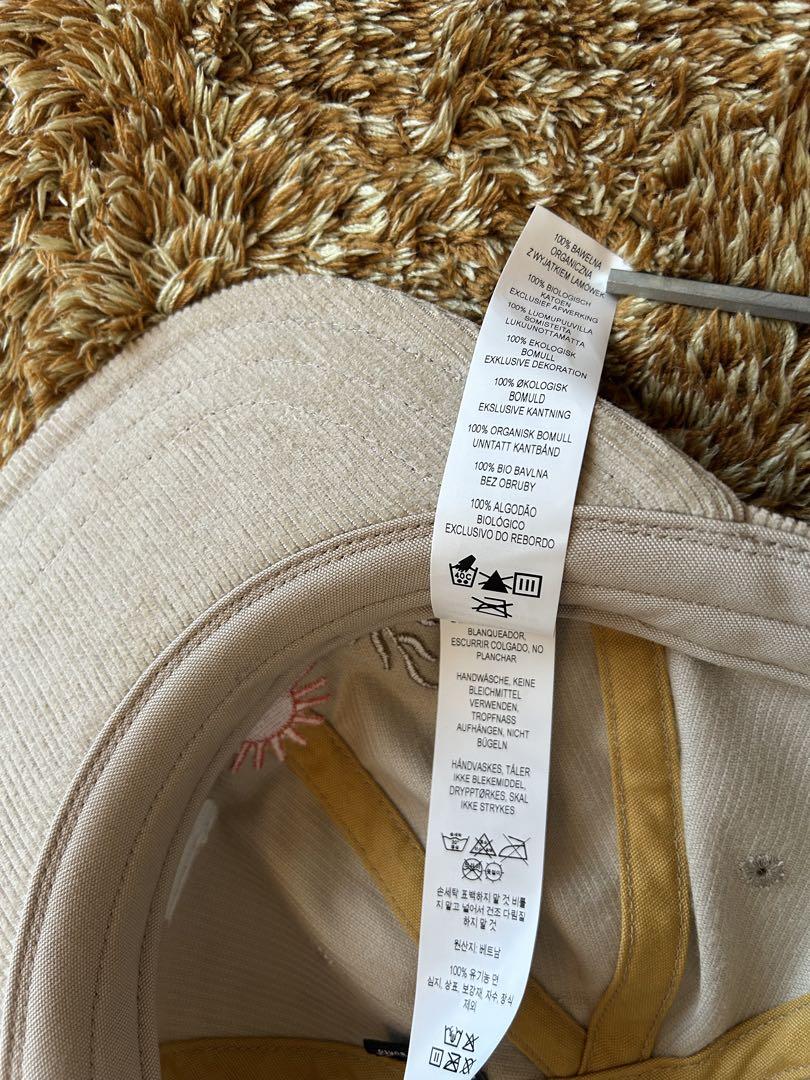 100% BAWEŁNA
ORGANICZNA
Z WYJĄTKIEM LAMÓWEK
100% BIOLOGISCH
KATOEN
EXCLUSIEF AFWERKING
100% LUOMUPUUVILLA
SOMISTEITA
LUKUUNOTTAMATTA
100% EKOLOGISK
BOMULL
EXKLUSIVE DEKORATION
100% ØKOLOGISK
BOMULD
EKSLUSIVE KANTNING
100% ORGANISK BOMULL
UNNTATT KANTBÅND
100% BIO BAVLNA
BEZ OBRUBY
100% ALGODÃO
BIOLÓGICO
EXCLUSIVO DO REBORDO
40C
BLANQUEADOR,
ESCURRIR COLGADO, NO
PLANCHAR
HANDWÄSCHE, KEINE
BLEICHMITTEL
VERWENDEN,
TROPFNASS
AUFHÄNGEN, NICHT
BÜGELN
HÅNDVASKES, TÅLER
IKKE BLEKEMIDDEL,
DRYPPTØRKES, SKAL
IKKE STRYKES
손세탁 표백하지 말 것 비틀
지 말고 널어서 건조 다림질
하지 말 것
원산지: 베트남
100% 유기농 면
심지, 상표, 보강재, 자수, 장식
제외